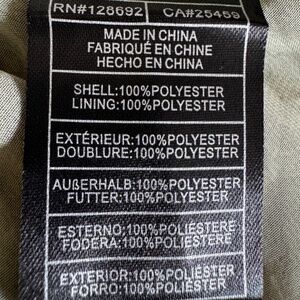 RN#128692 CA#25459
MADE IN CHINA
FABRIQUÉ EN CHINE
HECHO EN CHINA
SHELL:100%POLYESTER
LINING:100%POLYESTER
EXTÉRIEUR:100%POLYESTER
DOUBLURE:100%POLYESTER
AUßERHALB:100%POLYESTER
FUTTER:100%POLYESTER
ESTERNO:100%POLIESTERE
FODERA:100%POLIESTERE
EXTERIOR:100%POLIÉSTER
FORRO:100%POLIÉSTER